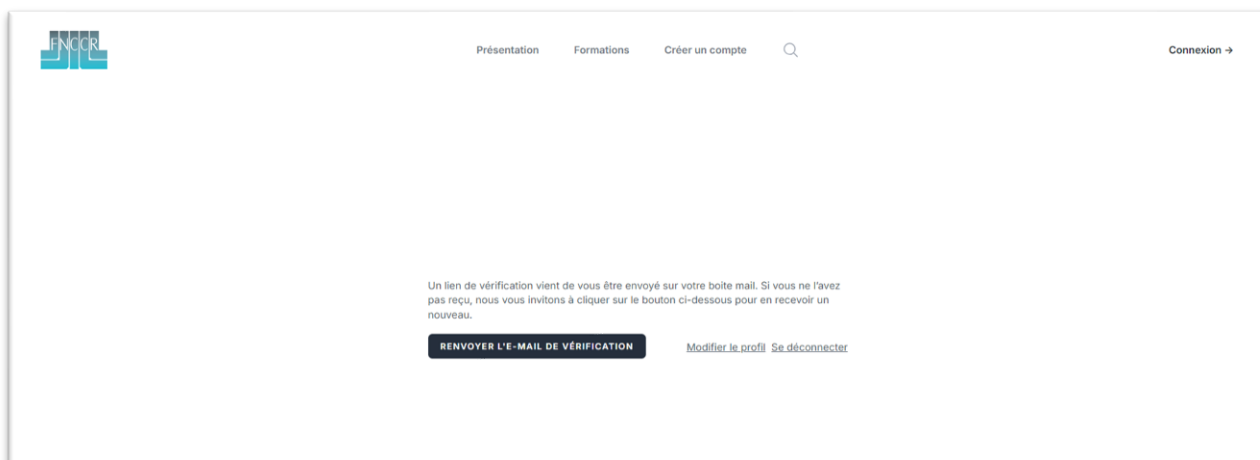 FNCCR
Présentation Formations Créer un compte
Connexion →
Un lien de vérification vient de vous être envoyé sur votre boite mail. Si vous ne l'avez
pas reçu, nous vous invitons à cliquer sur le bouton ci-dessous pour en recevoir un
nouveau.
RENVOYER L'E-MAIL DE VÉRIFICATION Modifier le profil Se déconnecter